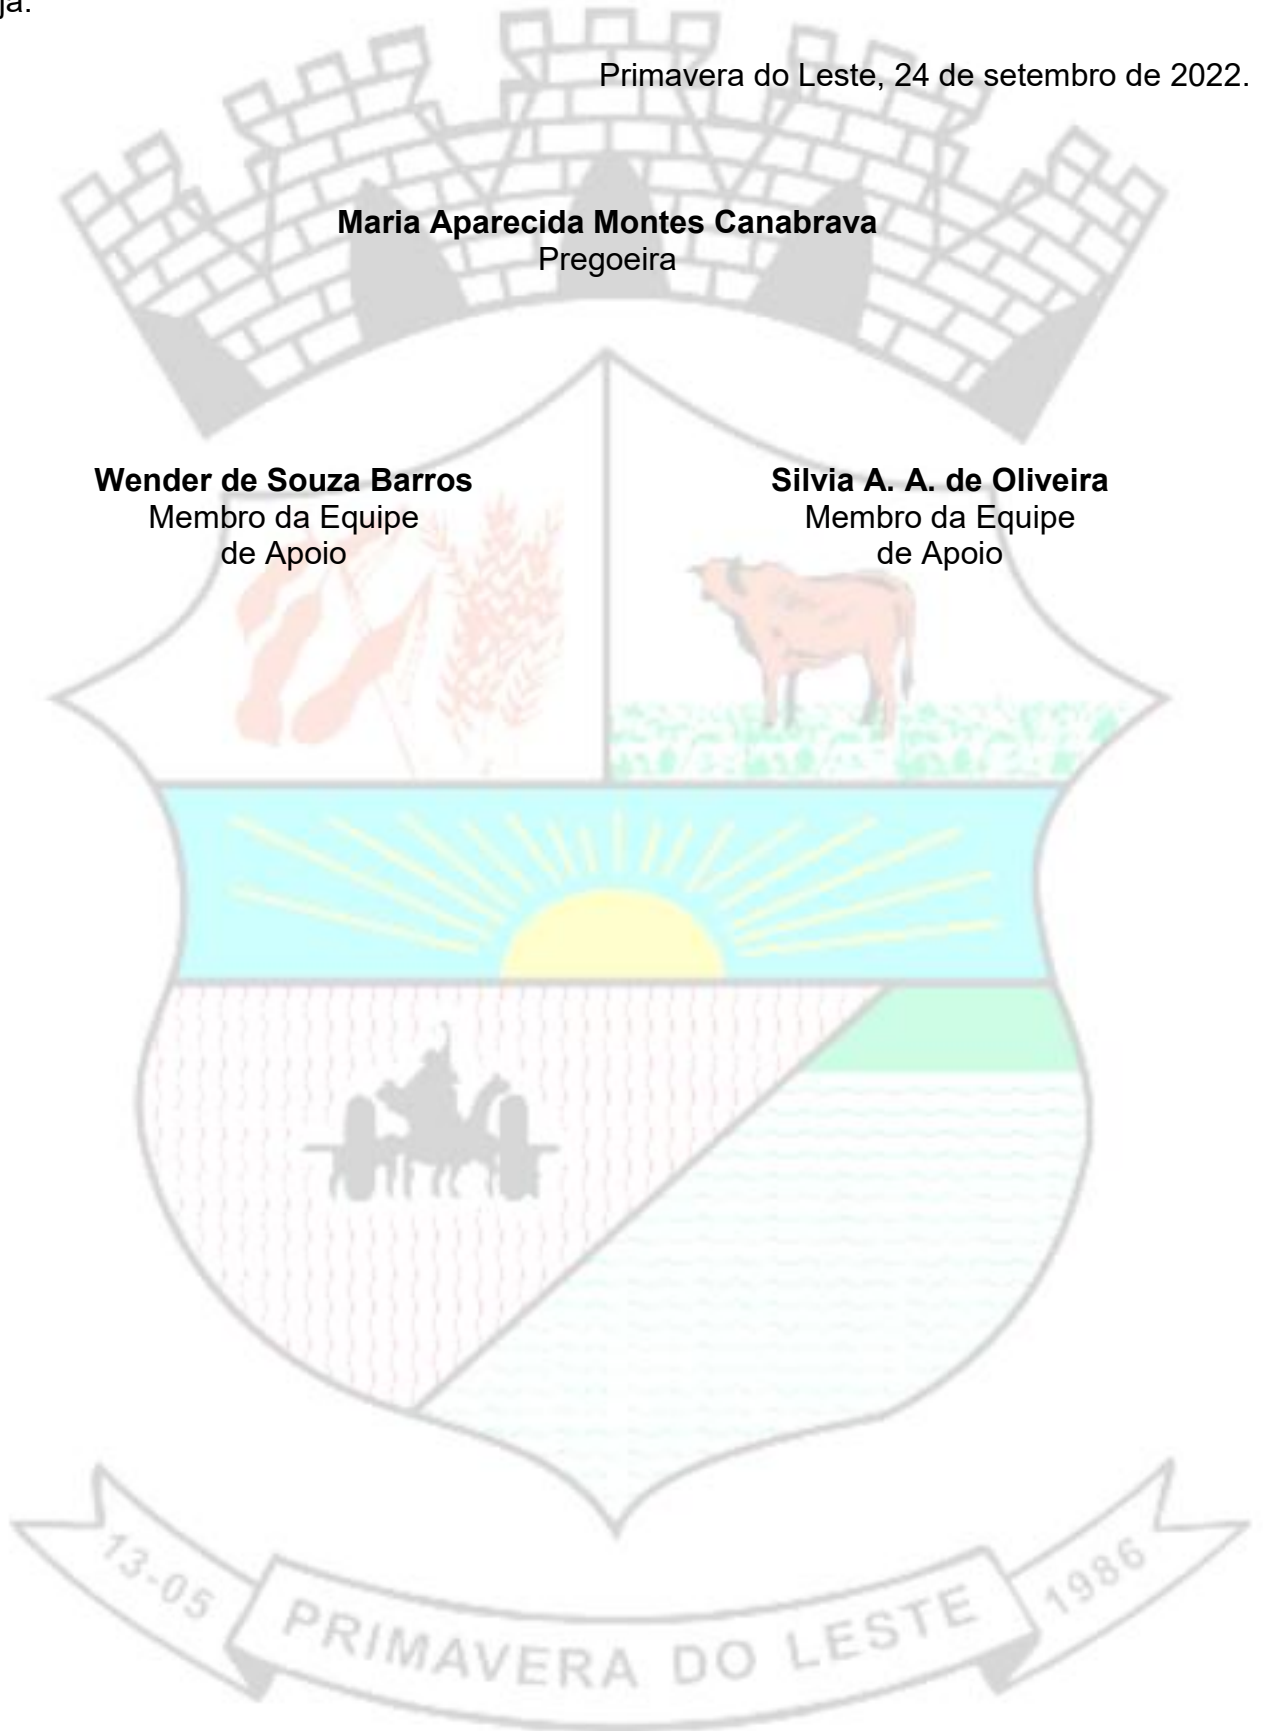 ja.
Primavera do Leste, 24 de setembro de 2022.
Maria Aparecida Montes Canabrava
Pregoeira
Wender de Souza Barros
Membro da Equipe
de Apoio
Silvia A. A. de Oliveira
Membro da Equipe
de Apoio
13-05
PRIMAVERA DO LESTE
1986